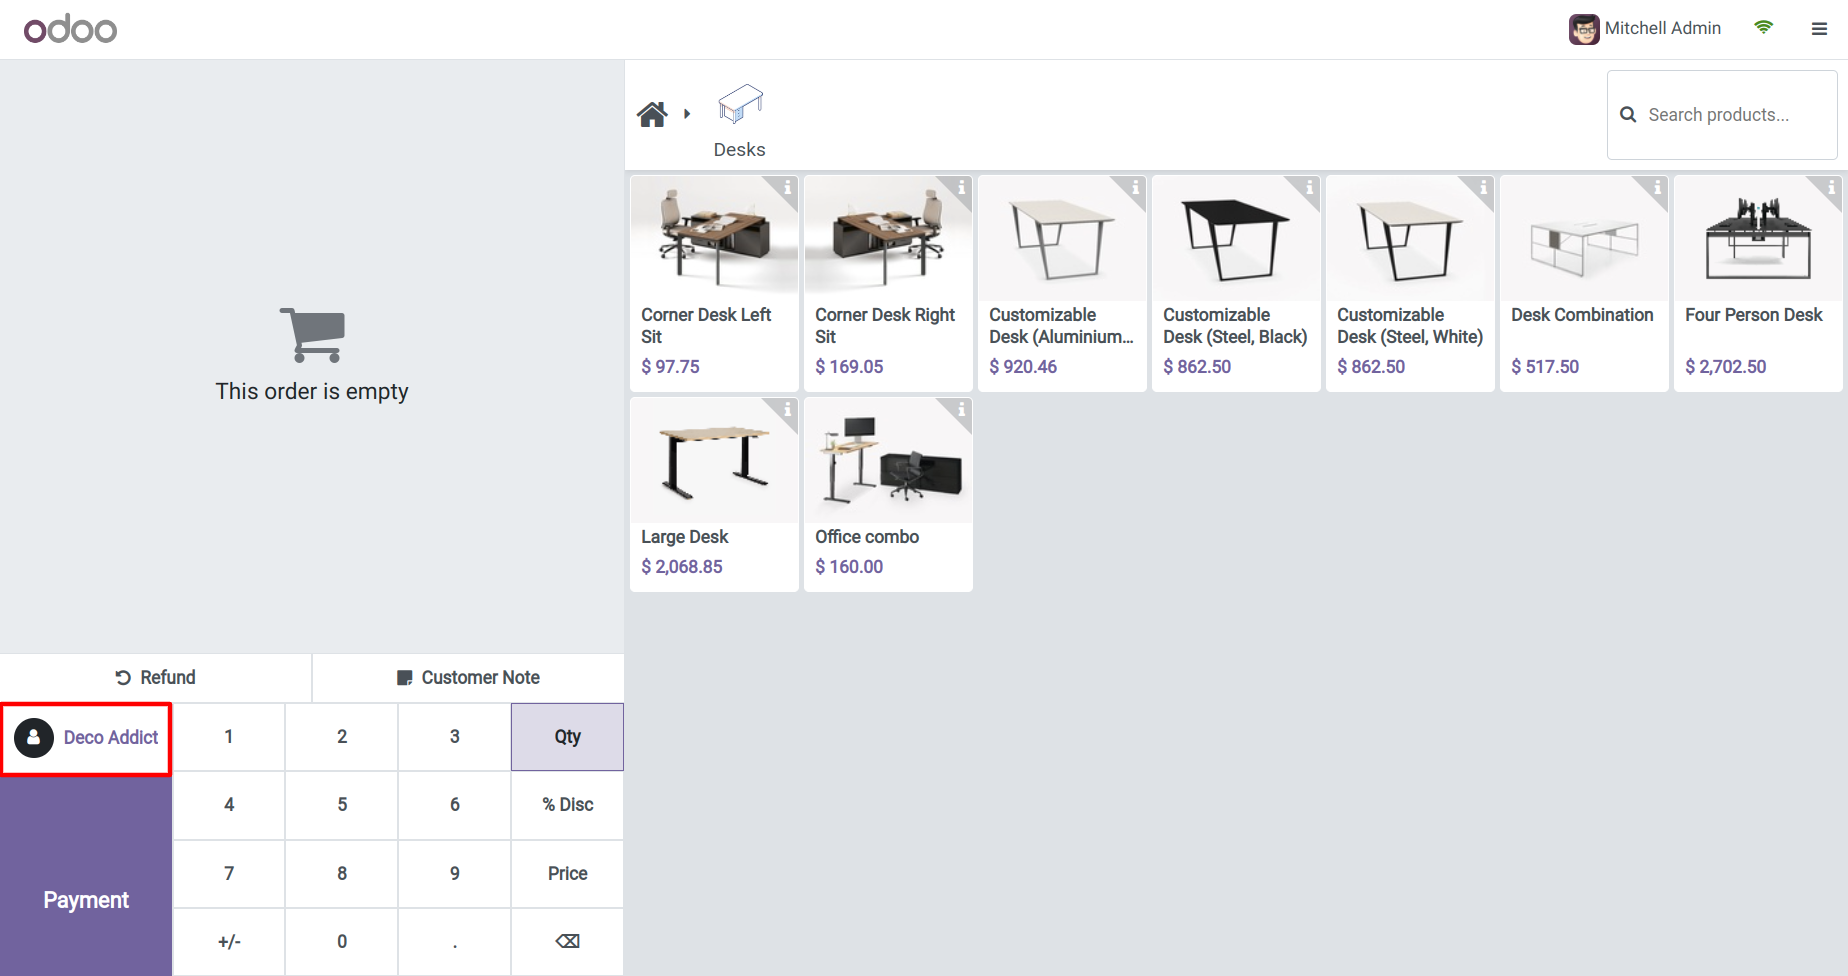 odoo
Mitchell Admin
Desks
Search products...
This order is empty
Corner Desk Left
Sit
$ 97.75
Corner Desk Right
Sit
$ 169.05
Customizable
Desk (Aluminium...
$ 920.46
Customizable
Desk (Steel, Black)
$ 862.50
Customizable
Desk (Steel, White)
$ 862.50
Desk Combination
$ 517.50
Four Person Desk
$ 2,702.50
Large Desk
$ 2,068.85
Office combo
$ 160.00
Refund
Customer Note
Deco Addict
1 2 3 Qty
4 5 6 % Disc
7 8 9 Price
Payment
+/- 0 .